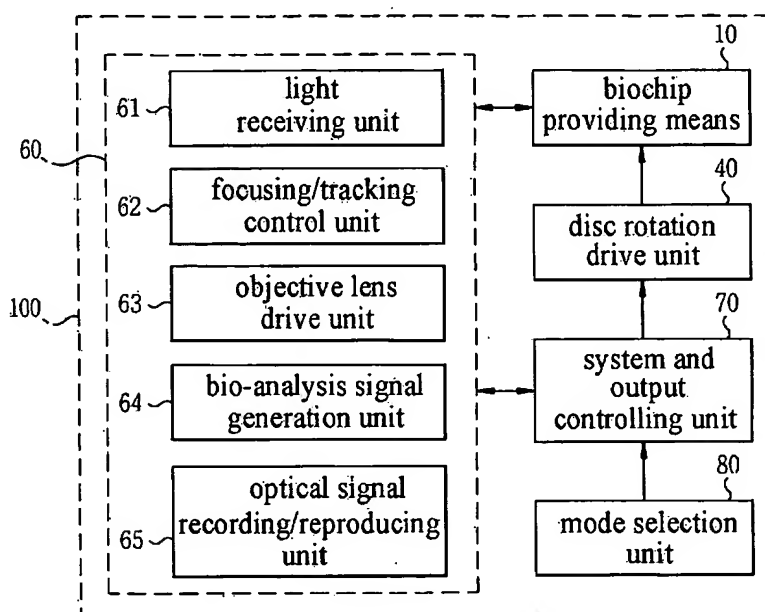 100
60
61
light
receiving unit
62
focusing/tracking
control unit
63
objective lens
drive unit
64
bio-analysis signal
generation unit
65
optical signal
recording/reproducing
unit
10
biochip
providing means
40
disc rotation
drive unit
70
system and
output
controlling unit
80
mode selection
unit